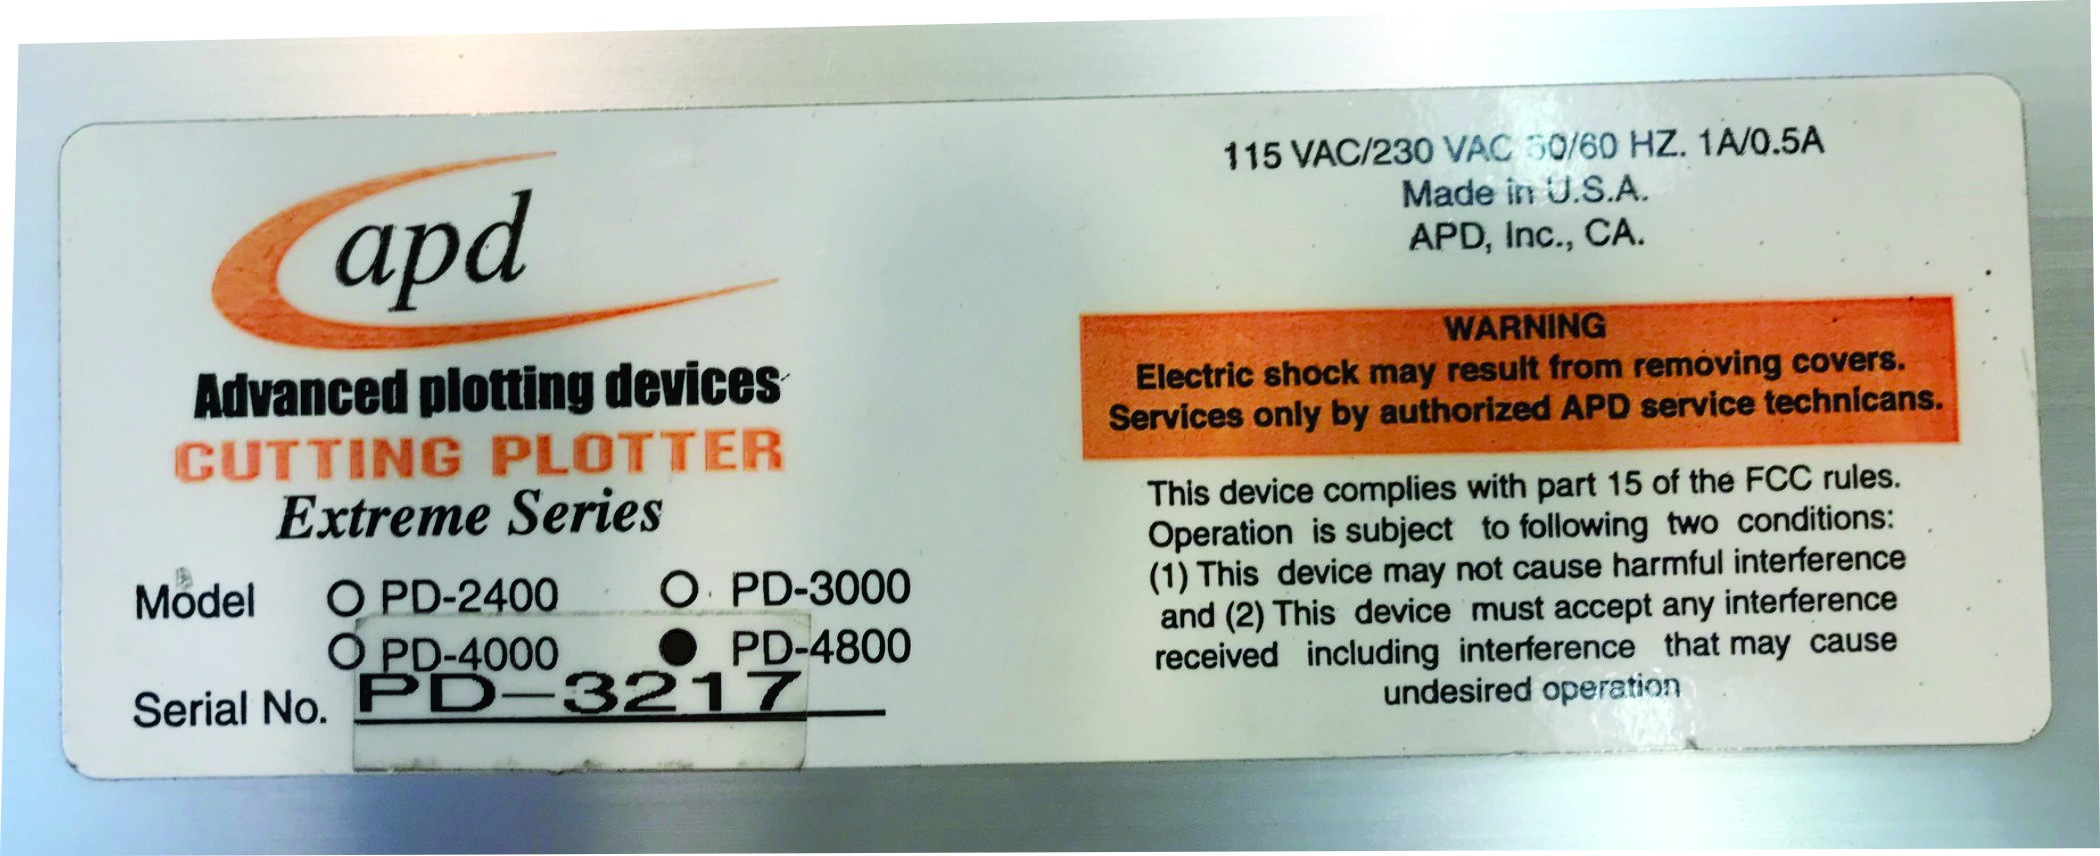 apd
Advanced plotting devices
CUTTING PLOTTER
Extreme Series
Model PD-2400 PD-3000
PD-4000 PD-4800
Serial No. PD-3217
115 VAC/230 VAC 50/60 HZ. 1A/0.5A
Made in U.S.A.
APD, Inc., CA.
WARNING
Electric shock may result from removing covers.
Services only by authorized APD service technicans.
This device complies with part 15 of the FCC rules.
Operation is subject to following two conditions:
(1) This device may not cause harmful interference
and (2) This device must accept any interference
received including interference that may cause
undesired operation